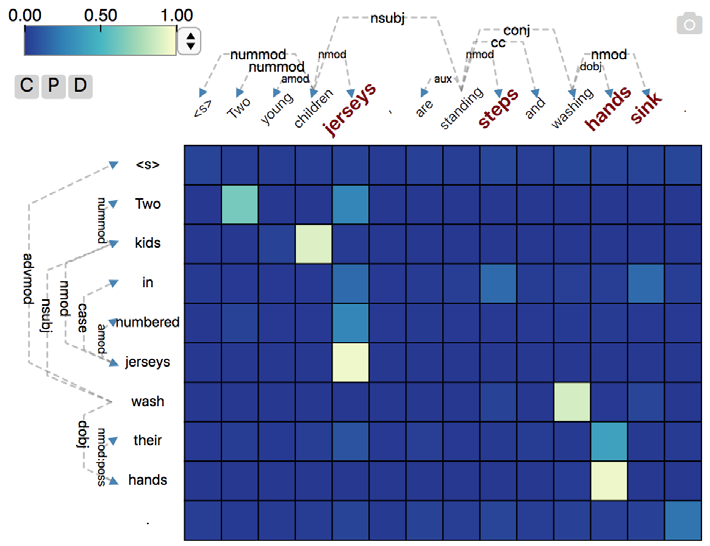 0.00 0.50 1.00
C P D
nsubj
conj
cc
nummod nmod nmod nmod
nummod dobj
amod aux
<s> Two young children jerseys , are standing steps and washing hands sink .
<s>
Two
kids
in
numbered
jerseys
wash
their
hands
.
advmod nsubj nmod case nummod
amod
dobj nmod:poss